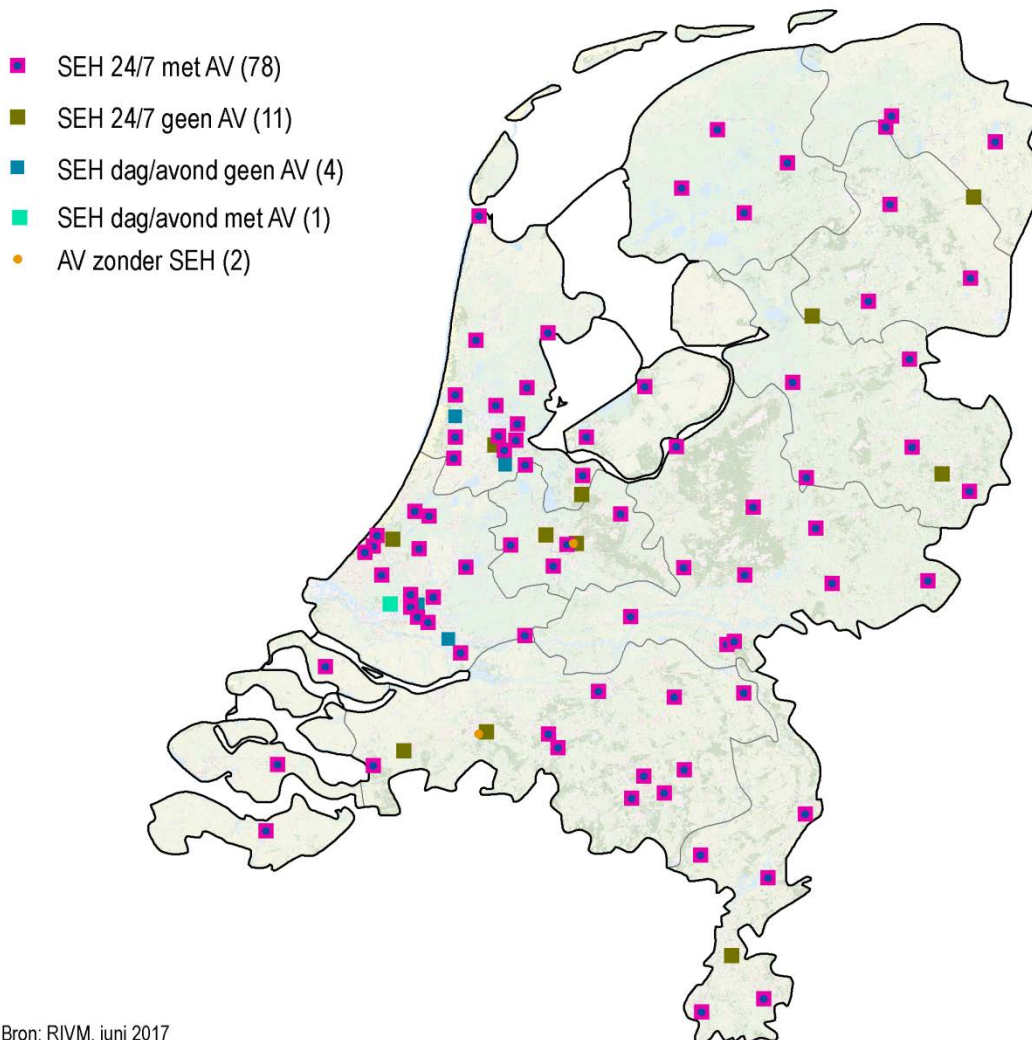 SEH 24/7 met AV (78)
SEH 24/7 geen AV (11)
SEH dag/avond geen AV (4)
SEH dag/avond met AV (1)
AV zonder SEH (2)
Bron: RIVM, juni 2017